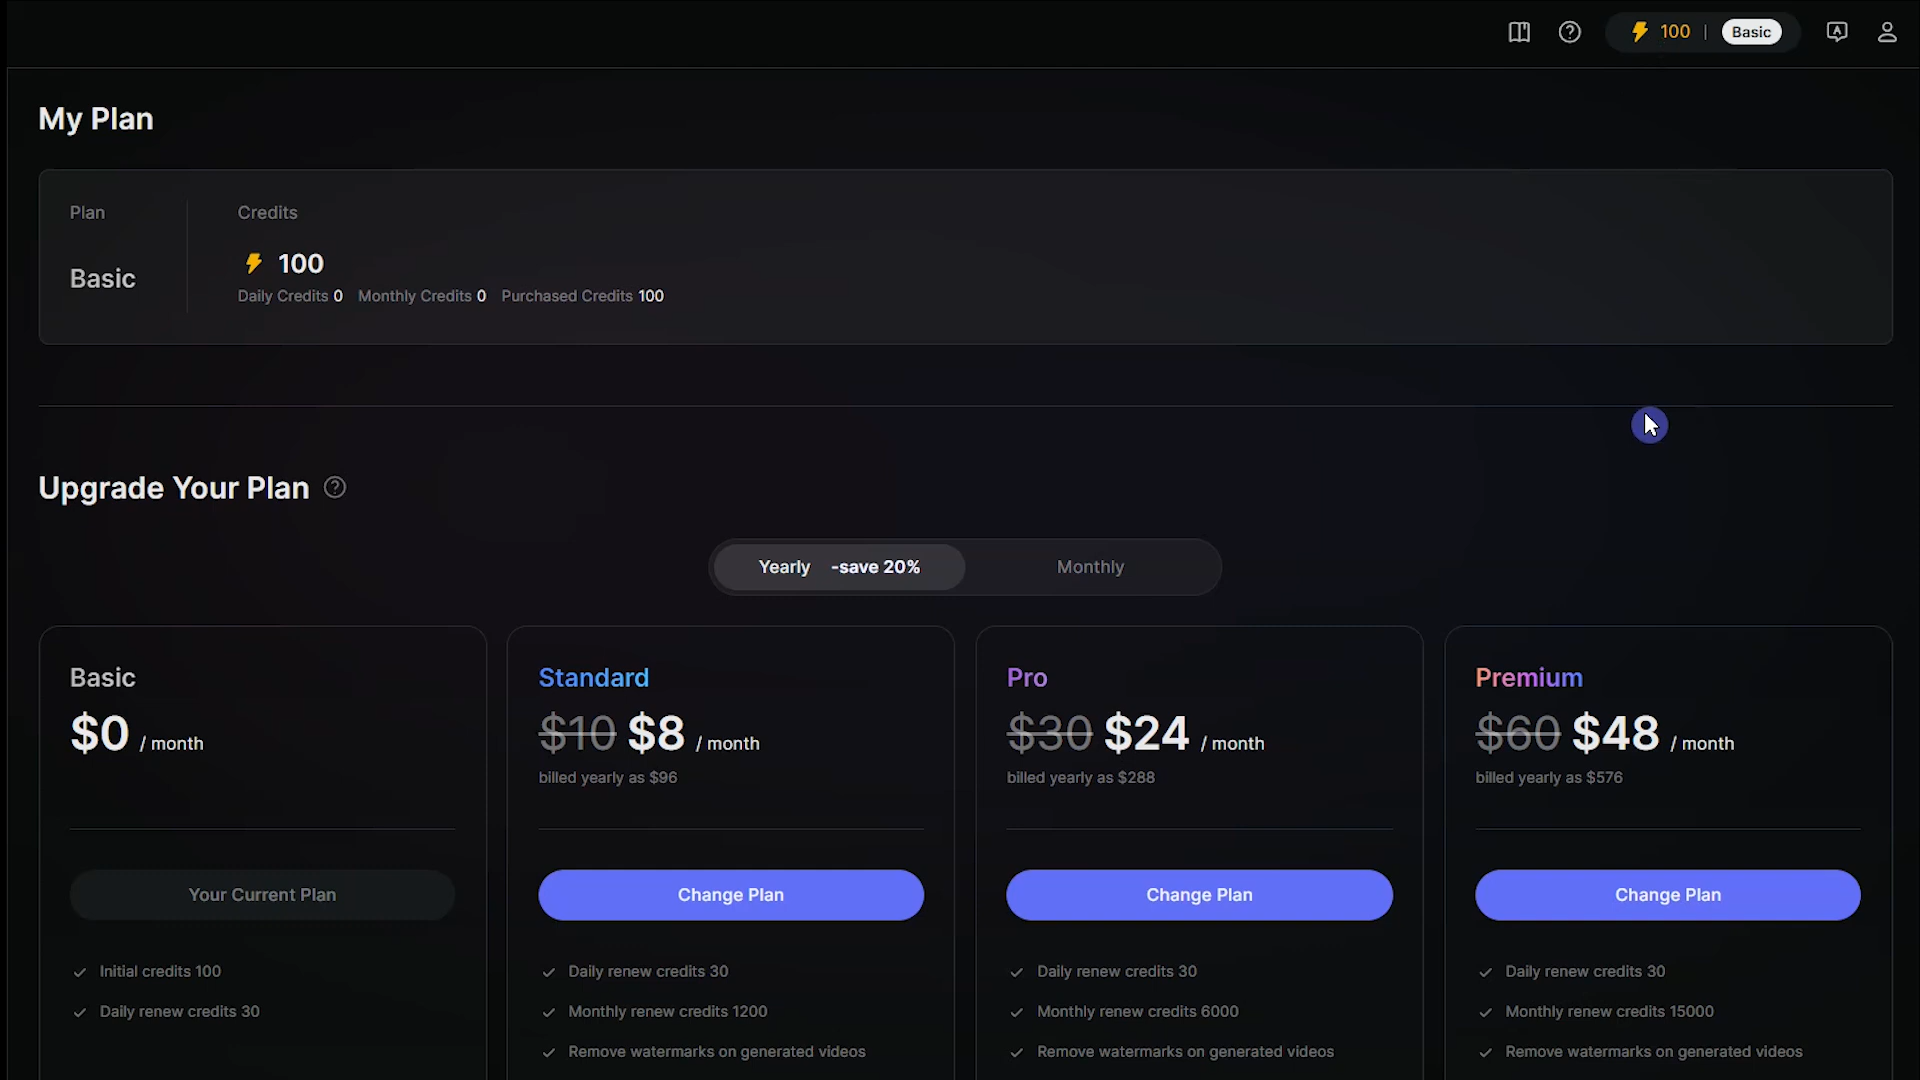 100 | Basic
My Plan
Plan
Credits
Basic
100
Daily Credits 0 Monthly Credits 0 Purchased Credits 100
Upgrade Your Plan
Yearly -save 20%
Monthly
Basic
$0 / month
Your Current Plan
Initial credits 100
Daily renew credits 30
Standard
$10 $8 / month
billed yearly as $96
Change Plan
Daily renew credits 30
Monthly renew credits 1200
Remove watermarks on generated videos
Pro
$30 $24 / month
billed yearly as $288
Change Plan
Daily renew credits 30
Monthly renew credits 6000
Remove watermarks on generated videos
Premium
$60 $48 / month
billed yearly as $576
Change Plan
Daily renew credits 30
Monthly renew credits 15000
Remove watermarks on generated videos